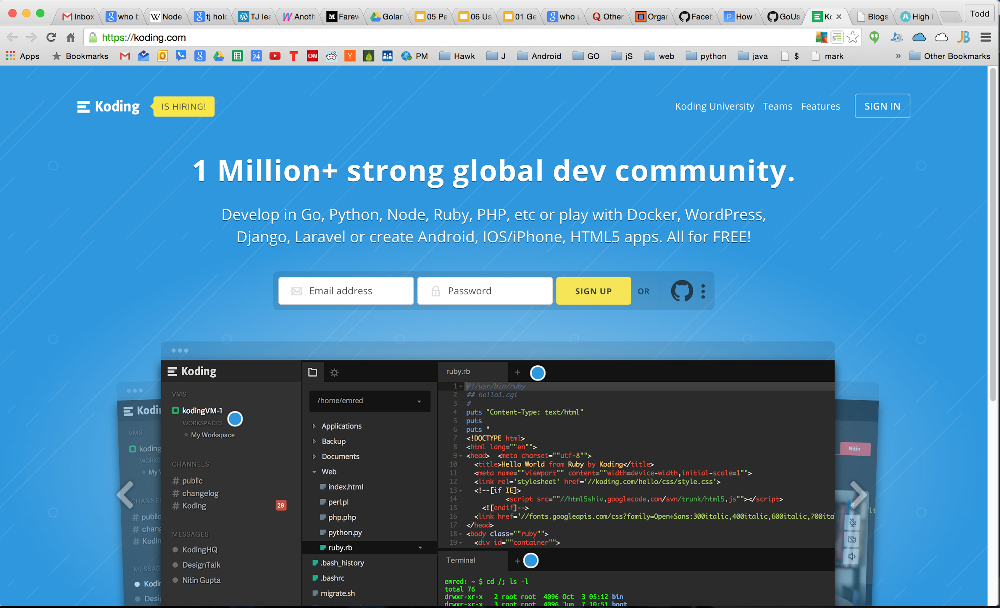 Inbox
who b
Node
tj holo
TJ lea
Anoth
Farew
Golan
05 Pa
06 Us
01 Ge
who u
Other
Orgar
Faceb
How
GoUs
Ko
Blogs
High
Todd
https://koding.com
Apps
Bookmarks
24
CNN
PM
Hawk
J
Android
GO
jS
web
python
java
$
mark
»
Other Bookmarks
Koding
IS HIRING!
Koding University
Teams
Features
SIGN IN
1 Million+ strong global dev community.
Develop in Go, Python, Node, Ruby, PHP, etc or play with Docker, WordPress,
Django, Laravel or create Android, IOS/iPhone, HTML5 apps. All for FREE!
Email address
Password
SIGN UP
OR
Koding
VMS
kodingVM-1
WORKSPACES
My Workspace
CHANNELS
# public
# changelog
# Koding
29
MESSAGES
KodingHQ
DesignTalk
Nitin Gupta
/home/emred
Applications
Backup
Documents
Web
index.html
perl.pl
php.php
python.py
ruby.rb
.bash_history
.bashrc
migrate.sh
ruby.rb
+
1 #!/usr/bin/ruby
2 ## hello1.cgi
3 #
4 puts "Content-Type: text/html"
5 puts
6 puts "
7 <!DOCTYPE html>
8 <html lang=""en"">
9 <head>  <meta charset=""utf-8"">
10 <title>Hello World from Ruby by Koding</title>
11 <meta name=""viewport"" content=""width=device-width,initial-scale=1"">
12 <link rel='stylesheet' href='//koding.com/hello/css/style.css'>
13 <!--[if IE]>
14 <script src=""//html5shiv.googlecode.com/svn/trunk/html5.js""></script>
15 <![endif]-->
16 <link href='//fonts.googleapis.com/css?family=Open+Sans:300italic,400italic,600italic,700ita
17 </head>
18 <body class=""ruby"">
19 <div id=""container"">
Terminal
+
emred: ~ $ cd /; ls -l
total 76
drwxr-xr-x   2 root root  4096 Oct  3 05:12 bin
drwxr-xr-x   3 root root  4096 Jun  7 10:51 boot
Kodin
VMS
koding
WORKS
My
CHANNEL
# public
# chang
# Kodin
MESSAG
Kodin
Desig
Nitin